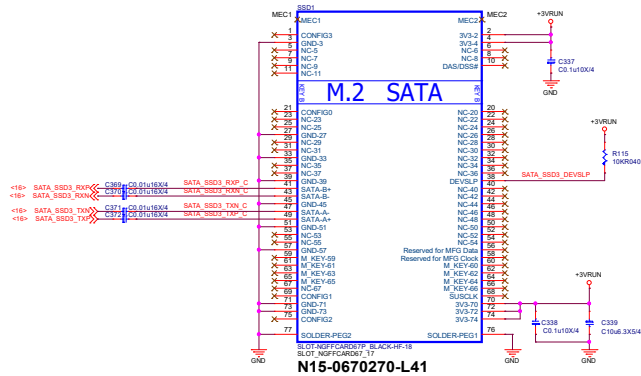 SSD1
MEC1 MEC1 MEC2 MEC2
+3VRUN
1 CONFIG3 3V3-2 2
3 GND-3 3V3-4 4
5 NC-5 NC-6 6
7 NC-7 NC-8 8
9 NC-9 DAS/DSS# 10
11 NC-11
C337
C0.1u10X/4
GND
KEY B M.2 SATA KEY B
21 CONFIG0 NC-20 20
23 NC-23 NC-22 22
25 NC-25 NC-24 24
27 GND-27 NC-26 26
29 NC-29 NC-28 28
31 NC-31 NC-30 30
33 GND-33 NC-32 32
35 NC-35 NC-34 34
37 NC-37 NC-36 36
39 GND-39 DEVSLP 38
41 SATA-B+ NC-40 40
43 SATA-B- NC-42 42
45 GND-45 NC-44 44
47 SATA-A- NC-46 46
49 SATA-A+ NC-48 48
51 GND-51 NC-50 50
53 NC-53 NC-52 52
55 NC-55 NC-54 54
57 GND-57 Reserved for MFG Data 56
59 M_KEY-59 Reserved for MFG Clock 58
61 M_KEY-61 M_KEY-60 60
63 M_KEY-63 M_KEY-62 62
65 M_KEY-65 M_KEY-64 64
67 NC-67 M_KEY-66 66
69 CONFIG1 SUSCLK 68
71 GND-71 3V3-70 70
73 GND-73 3V3-72 72
75 CONFIG2 3V3-74 74
77 SOLDER-PEG2 SOLDER-PEG1 76
+3VRUN
R115
10KR040
SATA_SSD3_DEVSLP
<16> SATA_SSD3_RXP C369 C0.01u16X/4 SATA_SSD3_RXP_C
<16> SATA_SSD3_RXN C370 C0.01u16X/4 SATA_SSD3_RXN_C
<16> SATA_SSD3_TXN C371 C0.01u16X/4 SATA_SSD3_TXN_C
<16> SATA_SSD3_TXP C372 C0.01u16X/4 SATA_SSD3_TXP_C
+3VRUN
C338
C0.1u10X/4
C339
C10u6.3X5/4
GND
GND
GND
GND
SLOT-NGFFCARD67P_BLACK-HF-18
SLOT_NGFFCARD67_17
N15-0670270-L41